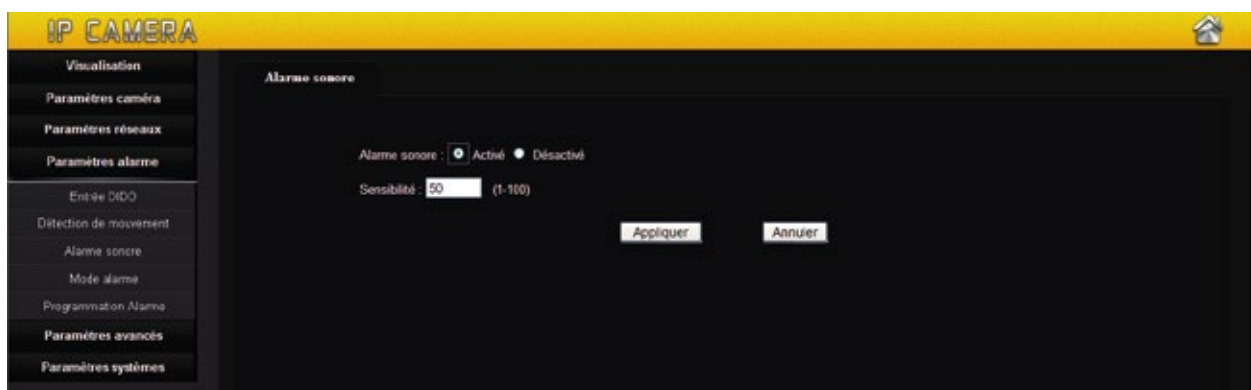 IP CAMERA
Visualisation
Paramètres caméra
Paramètres réseaux
Paramètres alarme
Entrée DIDO
Détection de mouvement
Alarme sonore
Mode alarme
Programmation Alarme
Paramètres avancés
Paramètres systèmes
Alarme sonore
Alarme sonore : Activé Désactivé
Sensibilité : 50 (1-100)
Appliquer Annuler